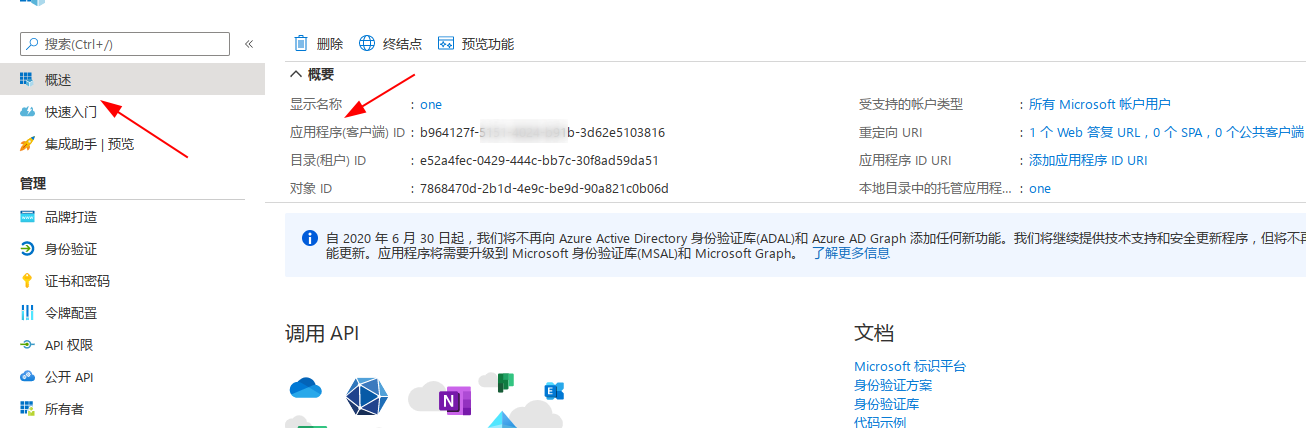 搜索(Ctrl+/)
«
删除
终结点
预览功能
概述
快速入门
集成助手 | 预览
管理
品牌打造
身份验证
证书和密码
令牌配置
API 权限
公开 API
所有者
概要
显示名称 : one
应用程序(客户端) ID : b964127f- b-3d62e5103816
目录(租户) ID : e52a4fec-0429-444c-bb7c-30f8ad59da51
对象 ID : 7868470d-2b1d-4e9c-be9d-90a821c0b06d
受支持的帐户类型 : 所有 Microsoft 帐户用户
重定向 URI : 1 个 Web 答复 URL，0 个 SPA，0 个公共客户端
应用程序 ID URI : 添加应用程序 ID URI
本地目录中的托管应用程... : one
自 2020 年 6 月 30 日起，我们将不再向 Azure Active Directory 身份验证库(ADAL)和 Azure AD Graph 添加任何新功能。我们将继续提供技术支持和安全更新程序，但将不再
能更新。应用程序将需要升级到 Microsoft 身份验证库(MSAL)和 Microsoft Graph。 了解更多信息
调用 API
N
E
文档
Microsoft 标识平台
身份验证方案
身份验证库
代码示例